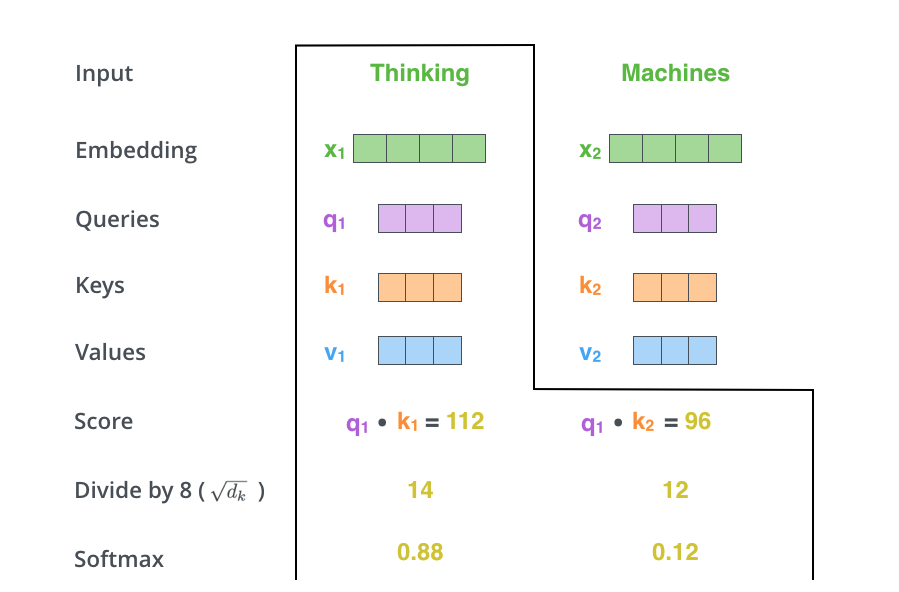 Input Thinking Machines
Embedding x₁ x₂
Queries q₁ q₂
Keys k₁ k₂
Values v₁ v₂
Score q₁ • k₁ = 112 q₁ • k₂ = 96
Divide by 8 ( √dₖ ) 14 12
Softmax 0.88 0.12